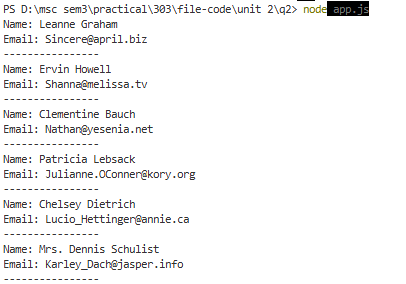 PS D:\msc sem3\practical\303\file-code\unit 2\q2> node app.js
Name: Leanne Graham
Email: Sincere@april.biz
----------------
Name: Ervin Howell
Email: Shanna@melissa.tv
----------------
Name: Clementine Bauch
Email: Nathan@yesenia.net
----------------
Name: Patricia Lebsack
Email: Julianne.OConner@kory.org
----------------
Name: Chelsey Dietrich
Email: Lucio_Hettinger@annie.ca
----------------
Name: Mrs. Dennis Schulist
Email: Karley_Dach@jasper.info
----------------